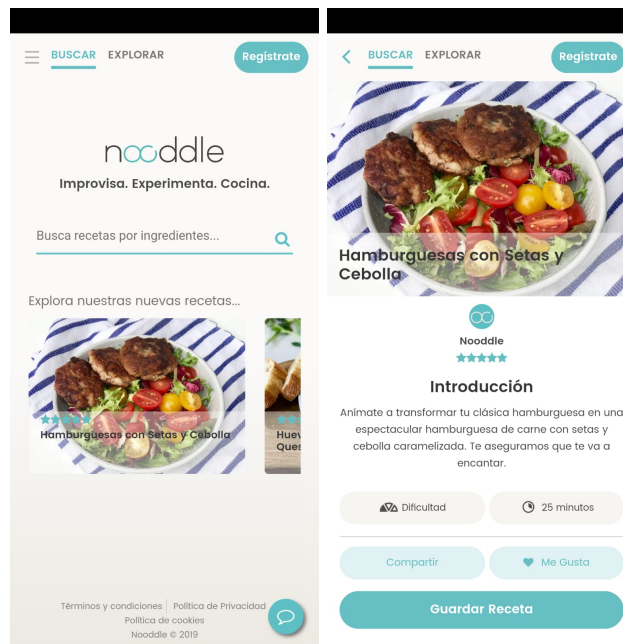 BUSCAR EXPLORAR Regístrate
nooddle
Improvisa. Experimenta. Cocina.
Busca recetas por ingredientes...
Explora nuestras nuevas recetas...
Hamburguesas con Setas y Cebolla
Huev
Ques
Términos y condiciones Política de Privacidad
Política de cookies
Nooddle © 2019
BUSCAR EXPLORAR Regístrate
Hamburguesas con Setas y
Cebolla
Nooddle
Introducción
Anímate a transformar tu clásica hamburguesa en una
espectacular hamburguesa de carne con setas y
cebolla caramelizada. Te aseguramos que te va a
encantar.
Dificultad 25 minutos
Compartir Me Gusta
Guardar Receta